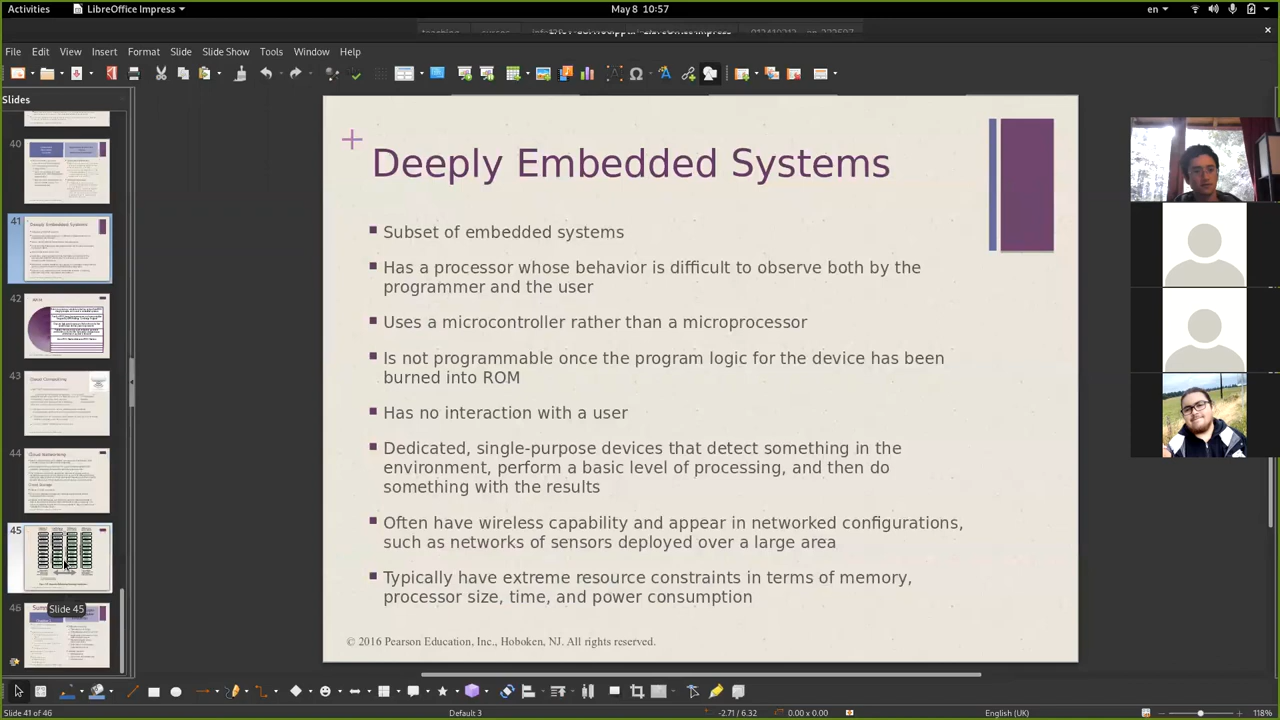 Activities
LibreOffice Impress
May 8 10:57
en
File Edit View Insert Format Slide Slide Show Tools Window Help
Slides
40
41
Deeply Embedded Systems
42
43
Cloud Computing
44
Cloud Networking
45
46
Slide 45
+
Deeply Embedded Systems
Subset of embedded systems
Has a processor whose behavior is difficult to observe both by the
programmer and the user
Uses a microcontroller rather than a microprocessor
Is not programmable once the program logic for the device has been
burned into ROM
Has no interaction with a user
Dedicated, single-purpose devices that detect something in the
environment, perform a basic level of processing, and then do
something with the results
Often have wireless capability and appear in networked configurations,
such as networks of sensors deployed over a large area
Typically have extreme resource constraints in terms of memory,
processor size, time, and power consumption
© 2016 Pearson Education, Inc., Hoboken, NJ. All rights reserved.
Slide 41 of 46
Default 3
-2.71 / 6.32
0.00 x 0.00
English (UK)
118%